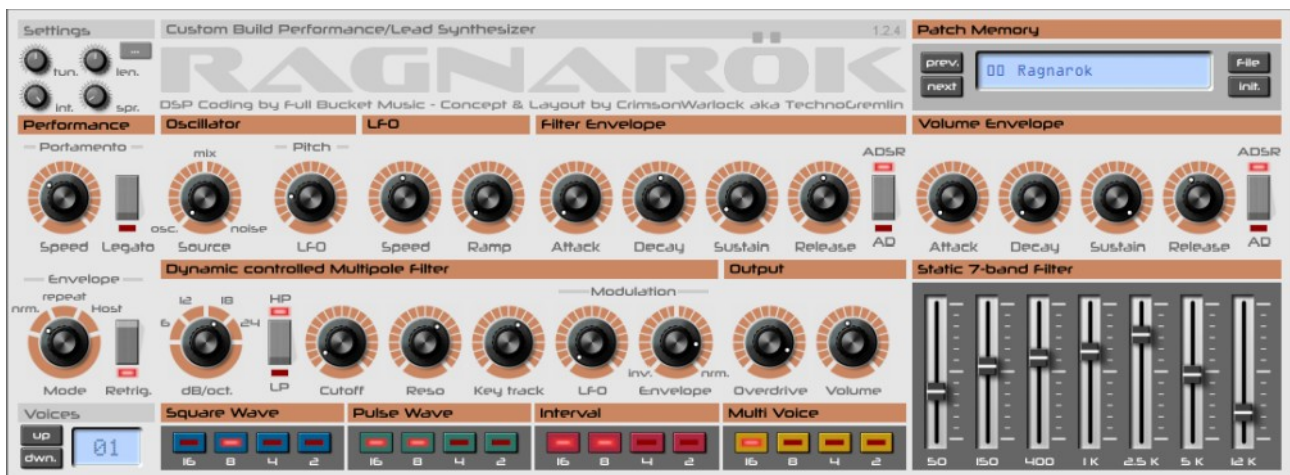 Settings
Custom Build Performance/Lead Synthesizer 1.2.4
Patch Memory
...
tun. len.
int. spr.
RAGNARÖK
DSP Coding by Full Bucket Music - Concept & Layout by CrimsonWarlock aka TechnoGremlin
prev. 00 Ragnarok File
next init.
Performance Oscillator LFO Filter Envelope Volume Envelope
Portamento mix Pitch ADSR ADSR
osc. noise
Speed Legato Source LFO Speed Ramp Attack Decay Sustain Release AD Attack Decay Sustain Release AD
Dynamic controlled Multipole Filter Output Static 7-band Filter
Envelope
repeat
nrm. Host
6 12 18 24 HP
Modulation
inv. nrm.
Mode Retrig. dB/oct. LP Cutoff Reso Key track LFO Envelope Overdrive Volume
Voices Square Wave Pulse Wave Interval Multi Voice
up
dwn. 01
16 8 4 2 16 8 4 2 16 8 4 2 16 8 4 2
50 150 400 1K 2.5K 5K 12K